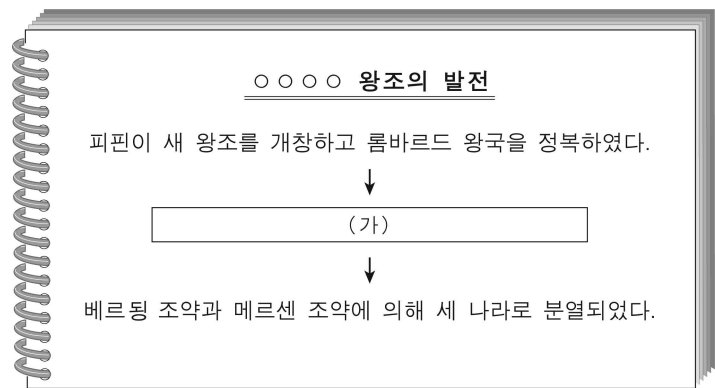 ○○○○ 왕조의 발전
피핀이 새 왕조를 개창하고 롬바르드 왕국을 정복하였다.
↓
(가)
↓
베르됭 조약과 메르센 조약에 의해 세 나라로 분열되었다.